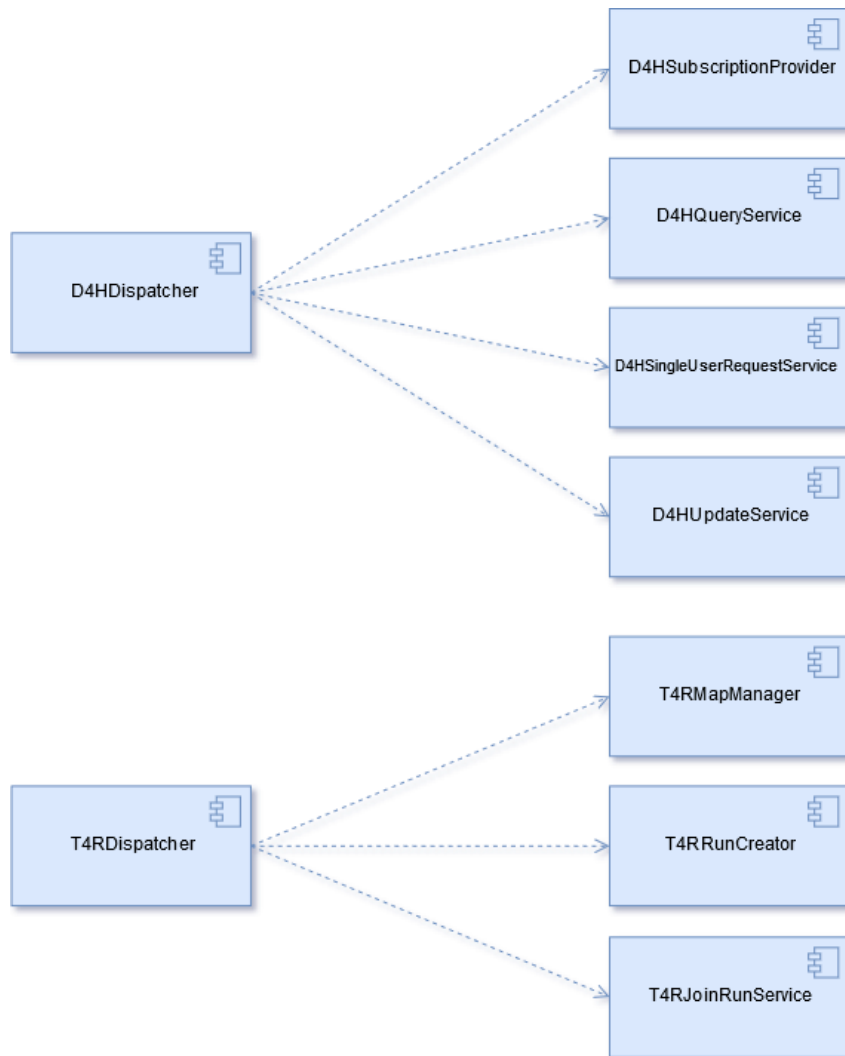 D4HSubscriptionProvider
D4HQueryService
D4HDispatcher
D4HSingleUserRequestService
D4HUpdateService
T4RMapManager
T4RDispatcher
T4RRunCreator
T4RJoinRunService